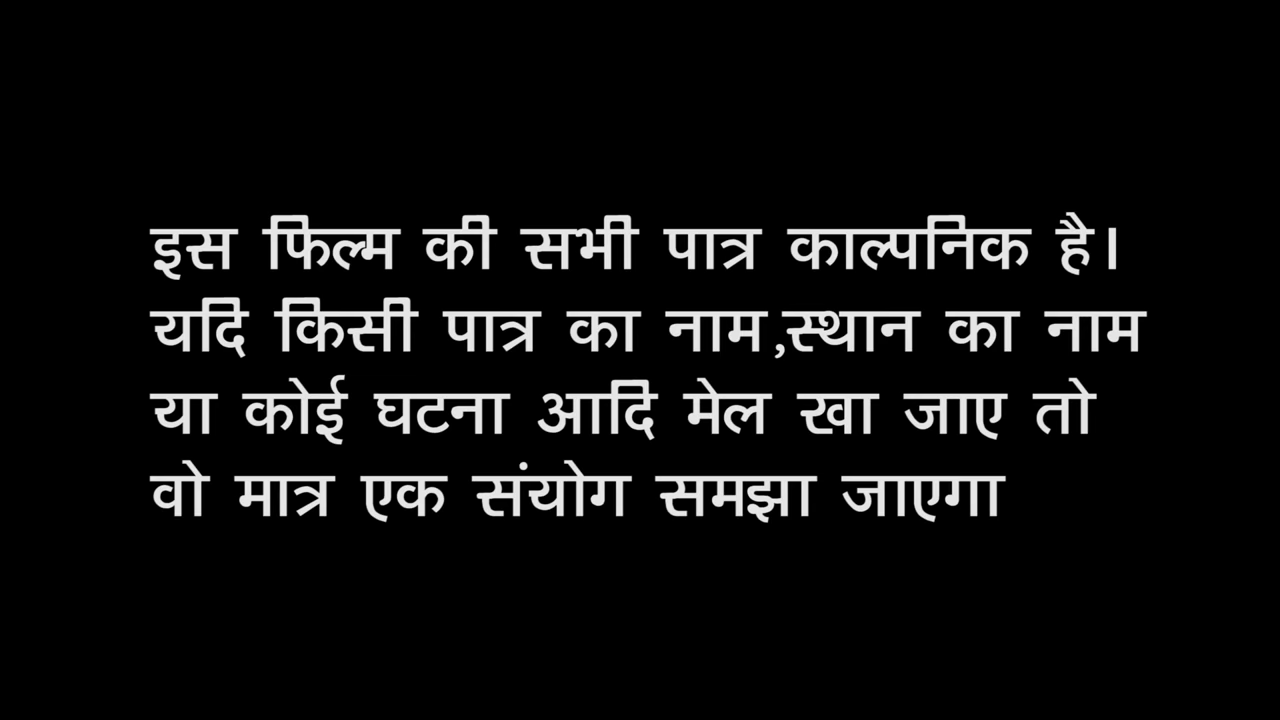 इस फिल्म की सभी पात्र काल्पनिक है।
यदि किसी पात्र का नाम,स्थान का नाम
या कोई घटना आदि मेल खा जाए तो
वो मात्र एक संयोग समझा जाएगा